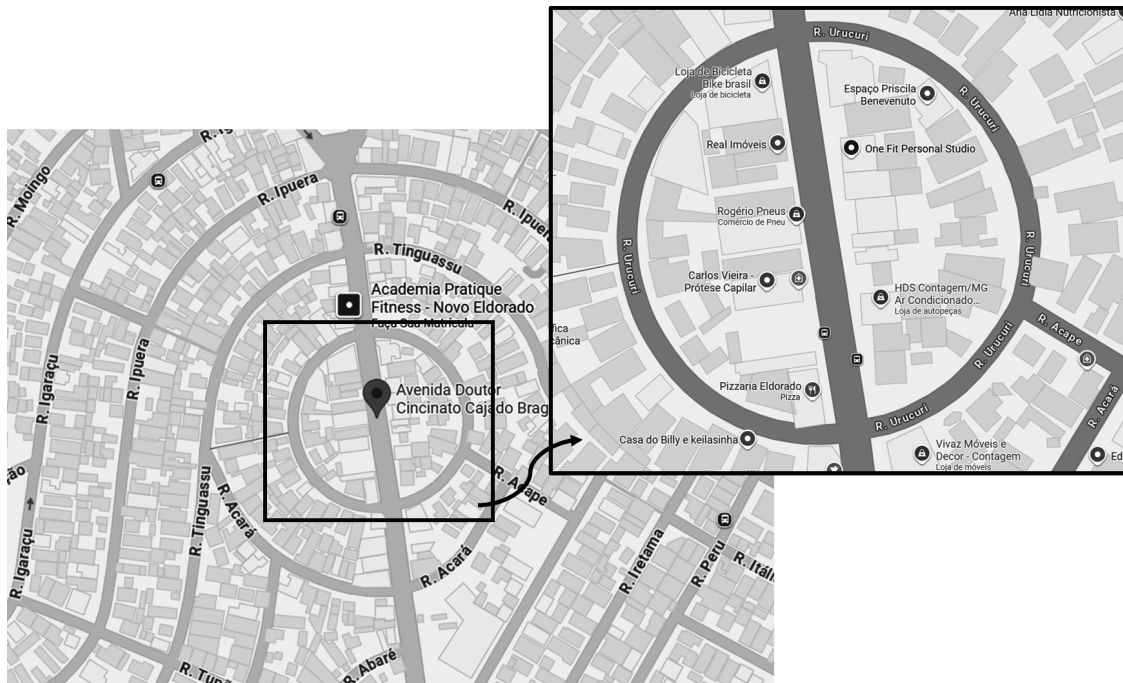 R. Moingo
R. Ipuera
R. Ipuera
R. Tinguassu
Academia Pratique
Fitness - Novo Eldorado
Faça Sua Matrícula
R. Igaraçu
R. Ipuera
Avenida Doutor
Cincinato Cajado Brag
R. Tinguassu
R. Acará
R. Acape
R. Igaraçu
R. Acará
R. Iretama
R. Peru
R. Abaré
Ana Lidia Nutricionista
R. Urucuri
Loja de Bicicleta
Bike brasil
Loja de bicicleta
Espaço Priscila
Benevenuto
R. Urucuri
Real Imóveis
One Fit Personal Studio
Rogério Pneus
Comércio de Pneu
R. Urucuri
R. Urucuri
Carlos Vieira -
Prótese Capilar
HDS Contagem/MG
Ar Condicionado...
Loja de autopeças
R. Urucuri
R. Acape
Pizzaria Eldorado
Pizza
R. Acará
R. Urucuri
Casa do Billy e keilasinha
Vivaz Móveis e
Decor - Contagem
Loja de móveis
Ed